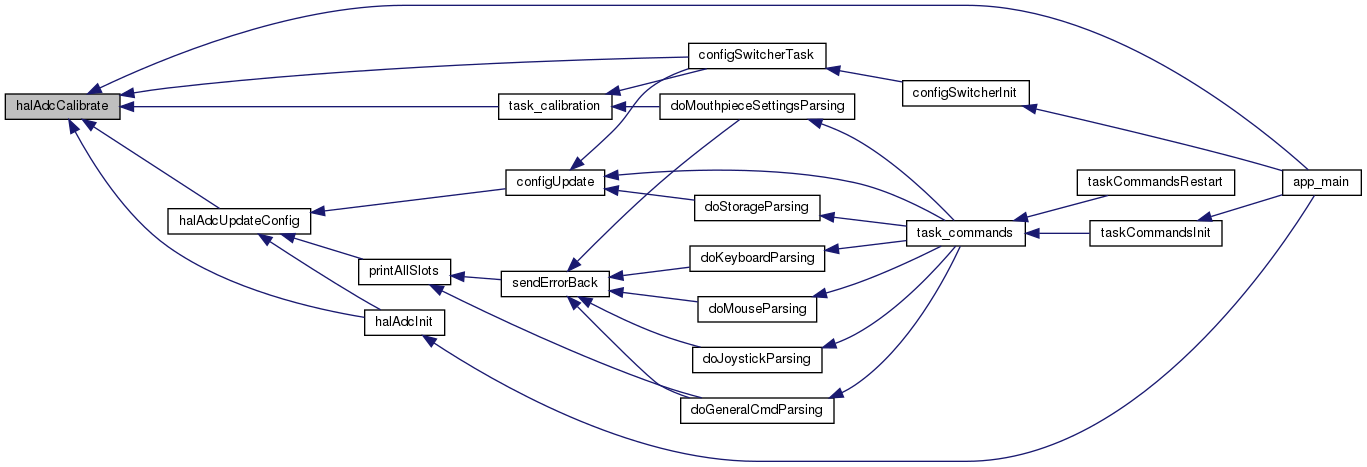 configSwitcherTask
configSwitcherInit
halAdcCalibrate
task_calibration
doMouthpieceSettingsParsing
configUpdate
taskCommandsRestart
app_main
doStorageParsing
halAdcUpdateConfig
task_commands
taskCommandsInit
doKeyboardParsing
printAllSlots
sendErrorBack
doMouseParsing
halAdcInit
doJoystickParsing
doGeneralCmdParsing